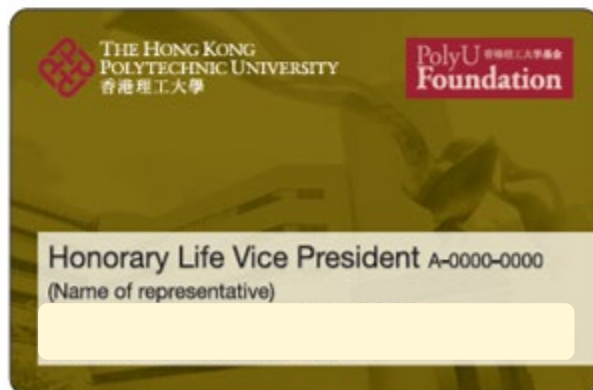 THE HONG KONG
POLYTECHNIC UNIVERSITY
香港理工大學
PolyU 香港理工大學基金
Foundation
Honorary Life Vice President A-0000-0000
(Name of representative)